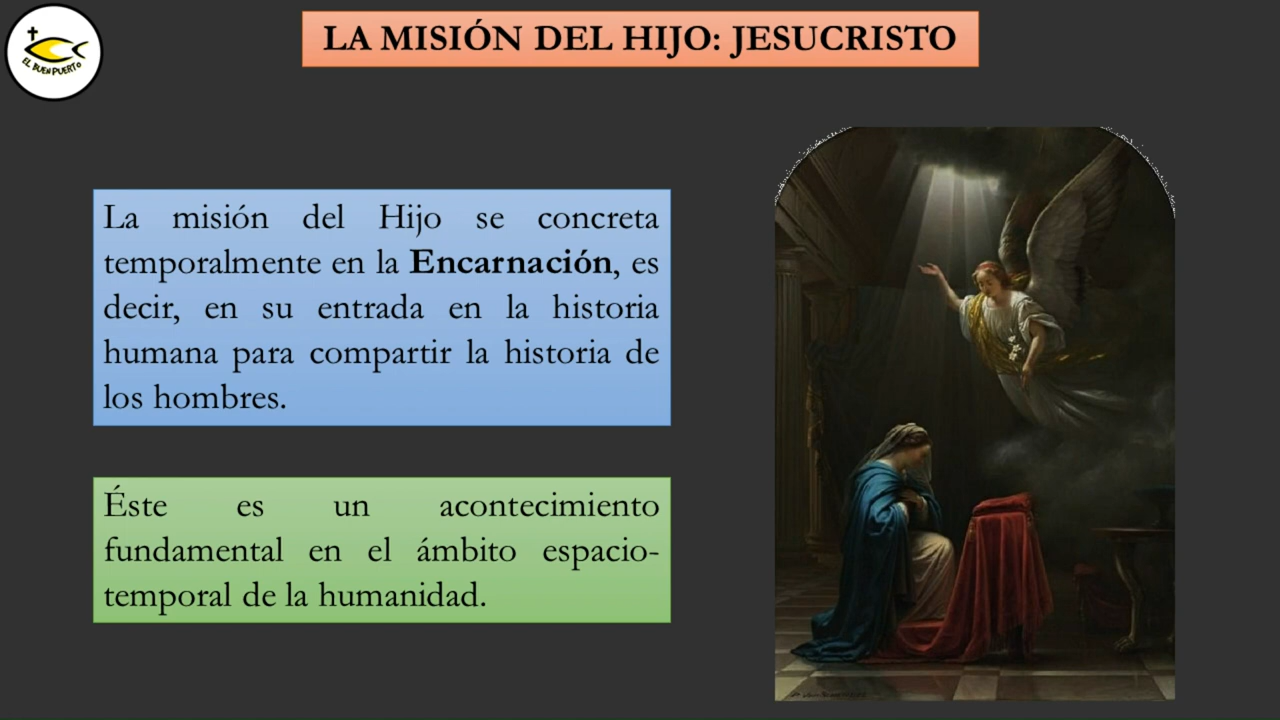 EL BUEN PUERTO
LA MISIÓN DEL HIJO: JESUCRISTO
La misión del Hijo se concreta
temporalmente en la Encarnación, es
decir, en su entrada en la historia
humana para compartir la historia de
los hombres.
Éste es un acontecimiento
fundamental en el ámbito espacio-
temporal de la humanidad.